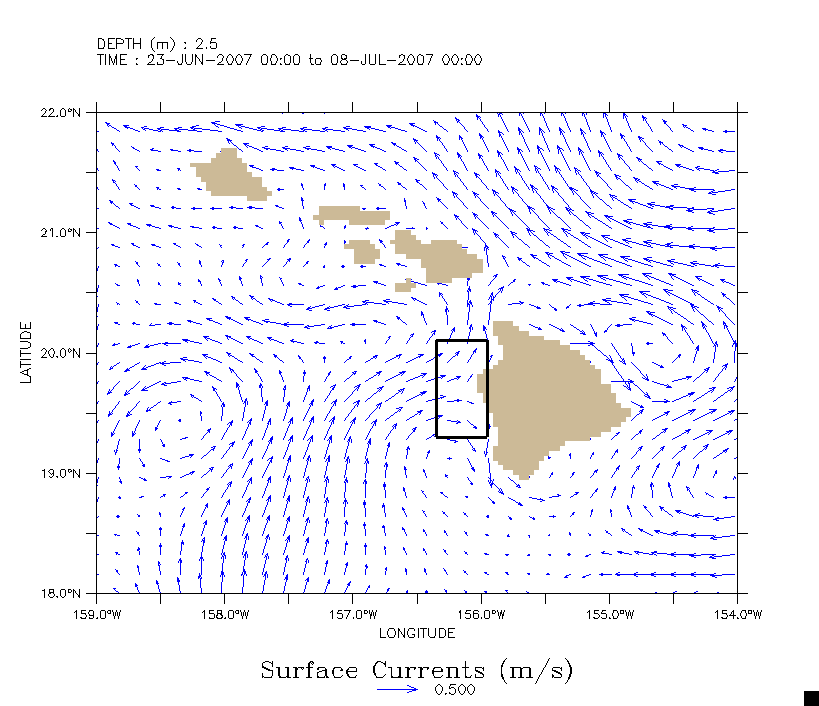 DEPTH (m) : 2.5
TIME : 23-JUN-2007 00:00 to 08-JUL-2007 00:00
22.0°N
21.0°N
20.0°N
19.0°N
18.0°N
LATITUDE
159.0°W 158.0°W 157.0°W 156.0°W 155.0°W 154.0°W
LONGITUDE
Surface Currents (m/s)
0.500